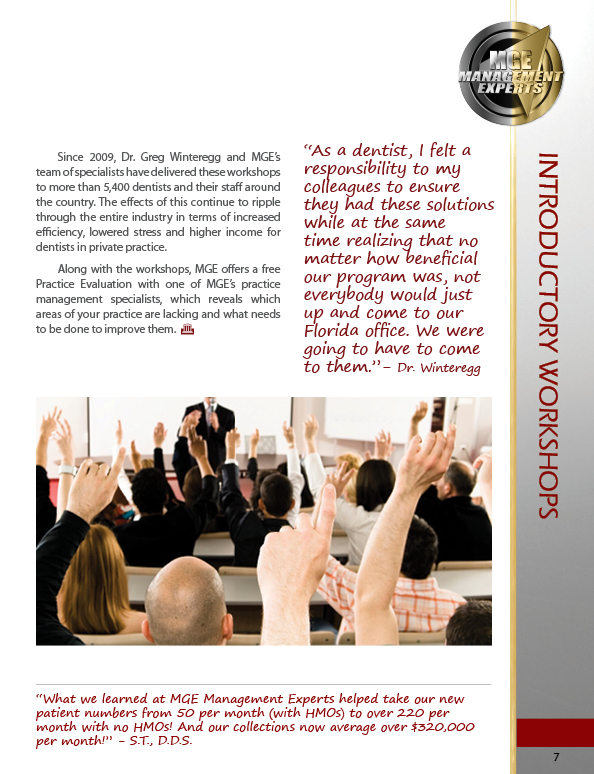 MGE
MANAGEMENT
EXPERTS
INTRODUCTORY WORKSHOPS
Since 2009, Dr. Greg Winteregg and MGE's
team of specialists have delivered these workshops
to more than 5,400 dentists and their staff around
the country. The effects of this continue to ripple
through the entire industry in terms of increased
efficiency, lowered stress and higher income for
dentists in private practice.
Along with the workshops, MGE offers a free
Practice Evaluation with one of MGE's practice
management specialists, which reveals which
areas of your practice are lacking and what needs
to be done to improve them.
“As a dentist, I felt a
responsibility to my
colleagues to ensure
they had these solutions
while at the same
time realizing that no
matter how beneficial
our program was, not
everybody would just
up and come to our
Florida office. We were
going to have to come
to them.” – Dr. Winteregg
“What we learned at MGE Management Experts helped take our new
patient numbers from 50 per month (with HMOs) to over 220 per
month with no HMOs! And our collections now average over $320,000
per month!” – S.T., D.D.S.
7